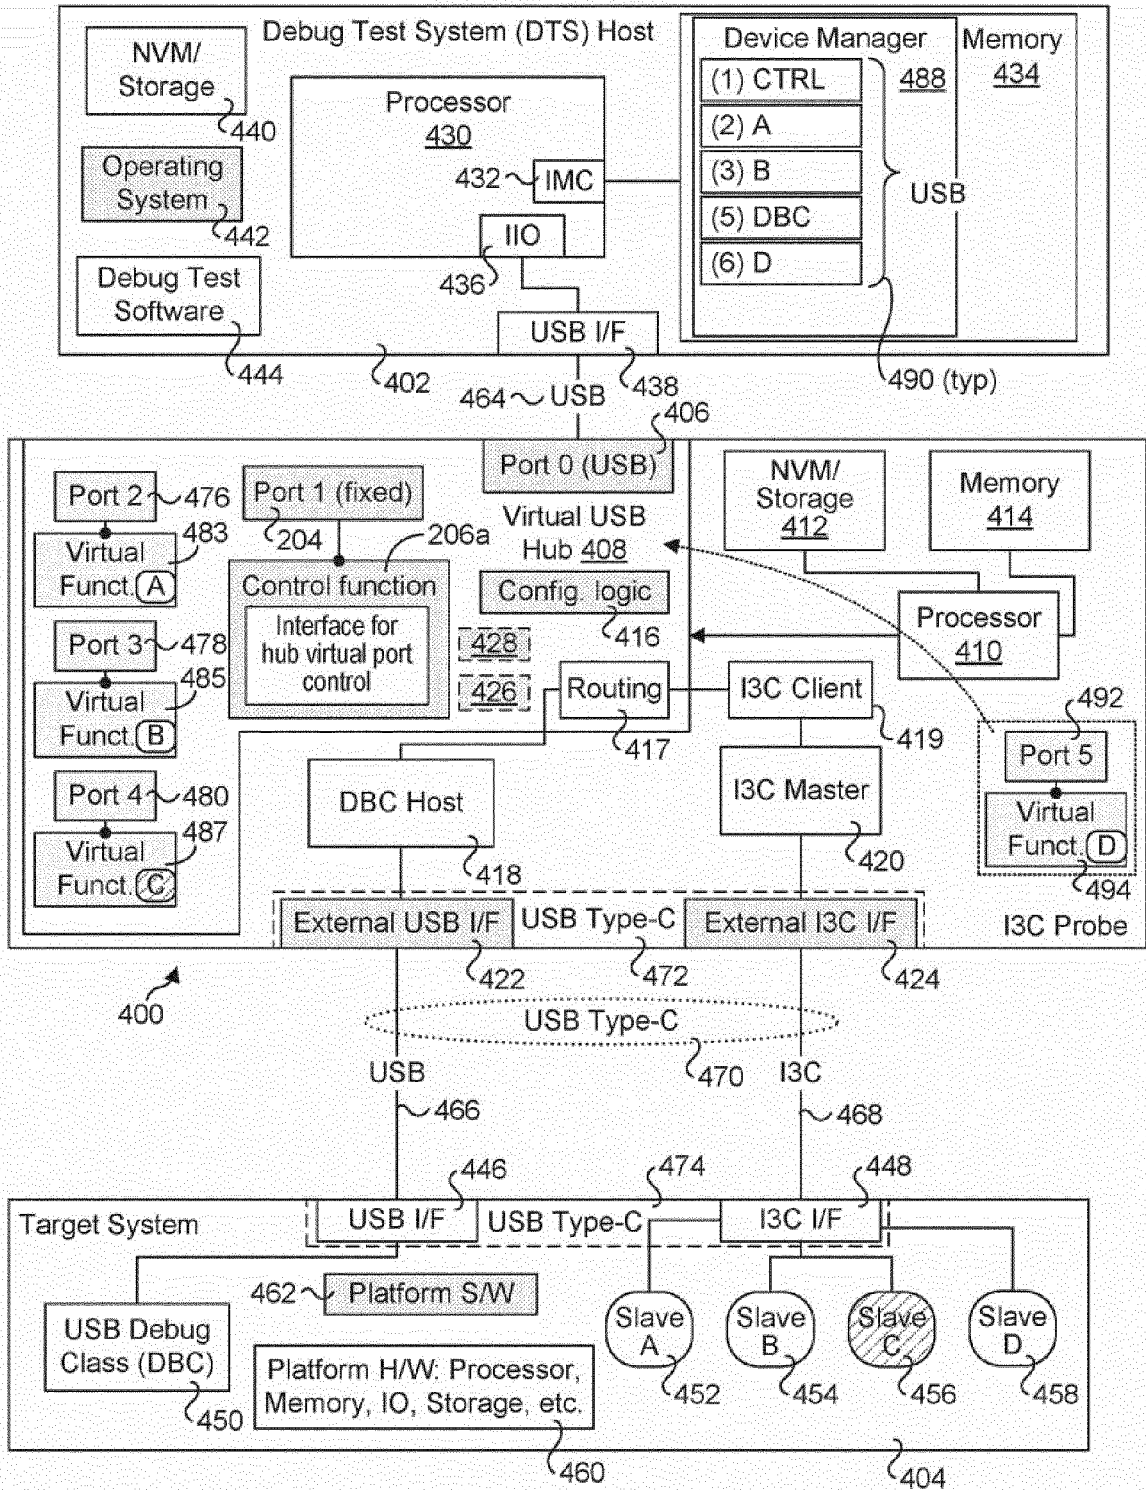 Debug Test System (DTS) Host
NVM/
Storage
440
Operating
System
442
Debug Test
Software
444
402
Processor
430
432
IMC
IIO
436
USB I/F
438
Device Manager
488
(1) CTRL
(2) A
(3) B
(5) DBC
(6) D
USB
490 (typ)
Memory
434
464
USB
406
Port 0 (USB)
Port 2
476
Virtual
Funct. A
483
Port 3
478
Virtual
Funct. B
485
Port 4
480
Virtual
Funct. C
487
Port 1 (fixed)
204
206a
Control function
Interface for
hub virtual port
control
Virtual USB
Hub 408
Config. logic
416
428
426
Routing
417
NVM/
Storage
412
Memory
414
Processor
410
I3C Client
419
DBC Host
418
I3C Master
420
492
Port 5
Virtual
Funct. D
494
I3C Probe
External USB I/F
422
USB Type-C
472
External I3C I/F
424
400
USB Type-C
470
USB
466
I3C
468
Target System
446
USB I/F
474
USB Type-C
448
I3C I/F
462
Platform S/W
USB Debug
Class (DBC)
450
Platform H/W: Processor,
Memory, IO, Storage, etc.
460
Slave
A
452
Slave
B
454
Slave
C
456
Slave
D
458
404